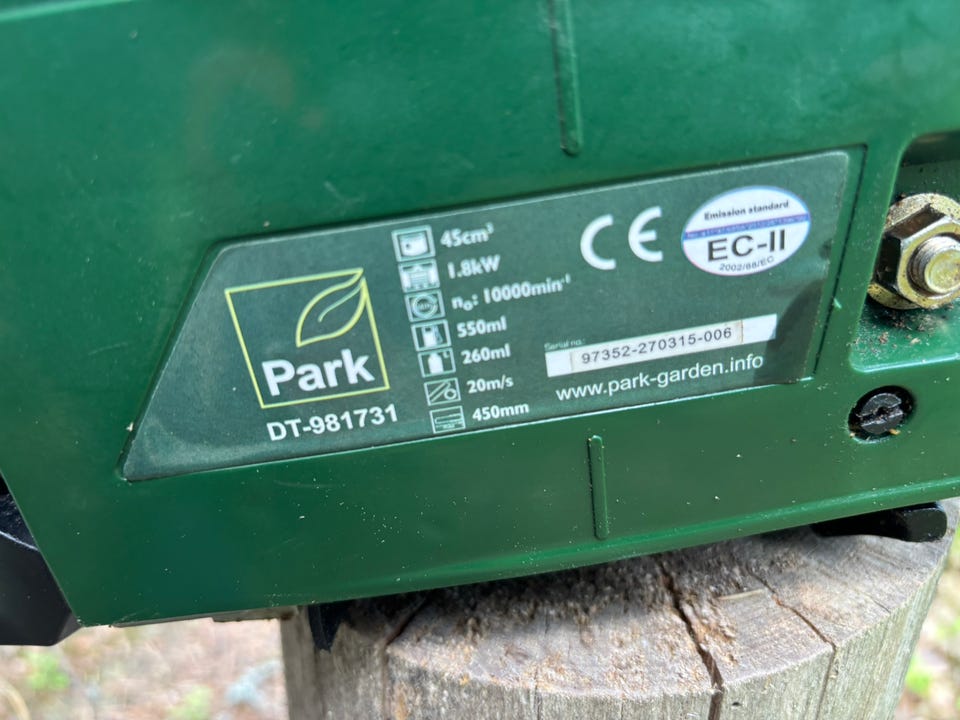 Park
DT-981731
45cm³
1.8kW
n₀: 10000min⁻¹
550ml
260ml
20m/s
450mm
CE
Emission standard
EC-II
2002/88/EC
Serial no.:
97352-270315-006
www.park-garden.info